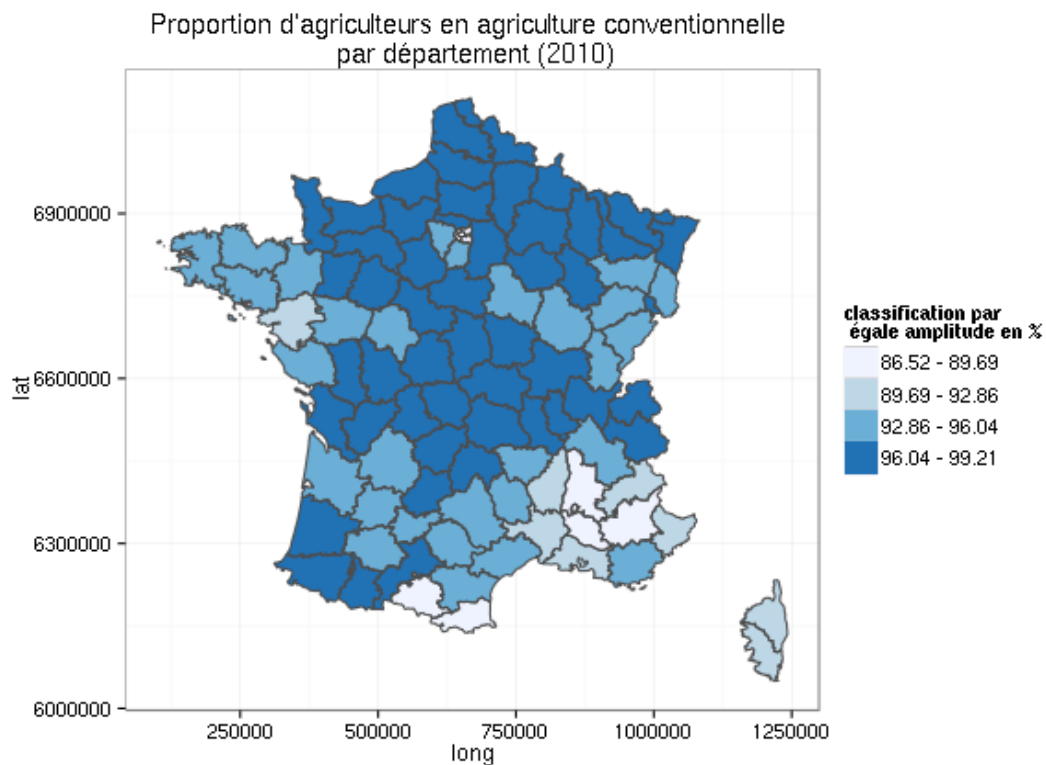 Proportion d'agriculteurs en agriculture conventionnelle
par département (2010)
6900000
6600000
6300000
6000000
lat
250000
500000
750000
1000000
1250000
long
classification par
égale amplitude en %
86.52 - 89.69
89.69 - 92.86
92.86 - 96.04
96.04 - 99.21